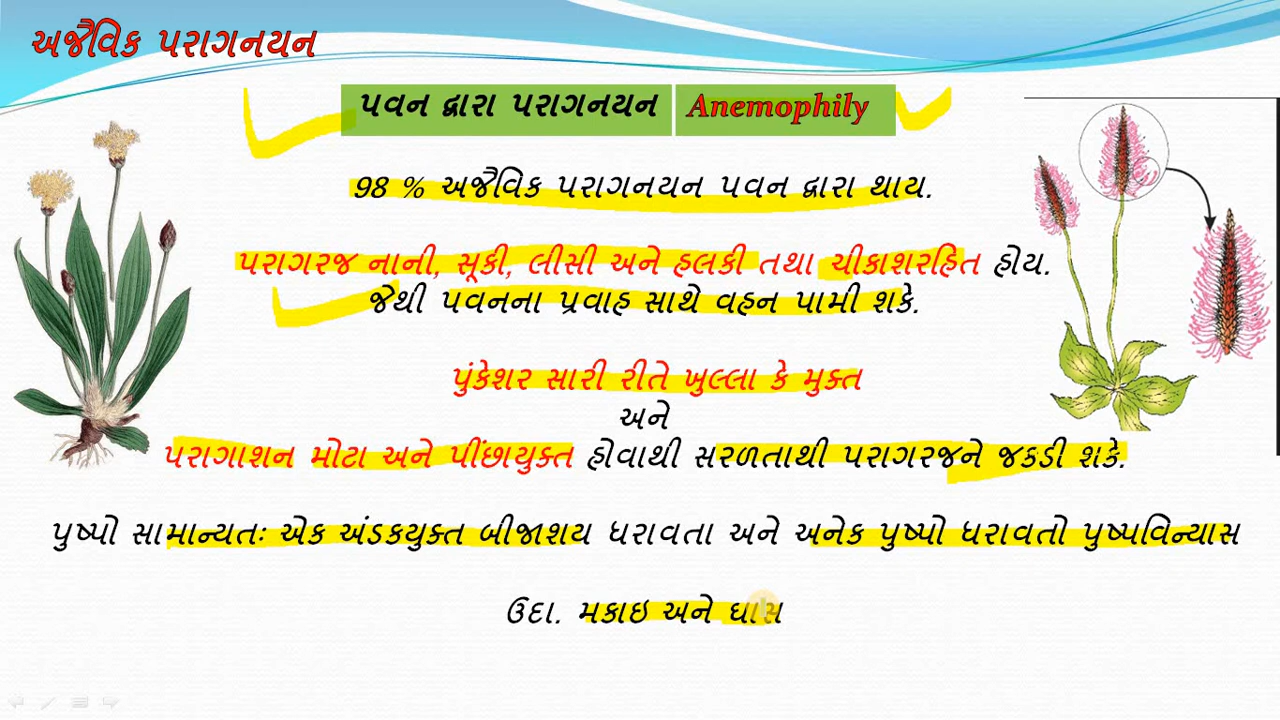 અજૈવિક પરાગનયન
પવન દ્વારા પરાગનયન Anemophily
98 % અજૈવિક પરાગનયન પવન દ્વારા થાય.
પરાગરજ નાની, સૂકી, લીસી અને હલકી તથા ચીકાશરહિત હોય.
જેથી પવનના પ્રવાહ સાથે વહન પામી શકે.
પુંકેશર સારી રીતે ખુલ્લા કે મુક્ત
અને
પરાગાશન મોટા અને પીંછાયુક્ત હોવાથી સરળતાથી પરાગરજને જકડી શકે.
પુષ્પો સામાન્યતઃ એક અંડકયુક્ત બીજાશય ધરાવતા અને અનેક પુષ્પો ધરાવતો પુષ્પવિન્યાસ
ઉદા. મકાઇ અને ઘાસ